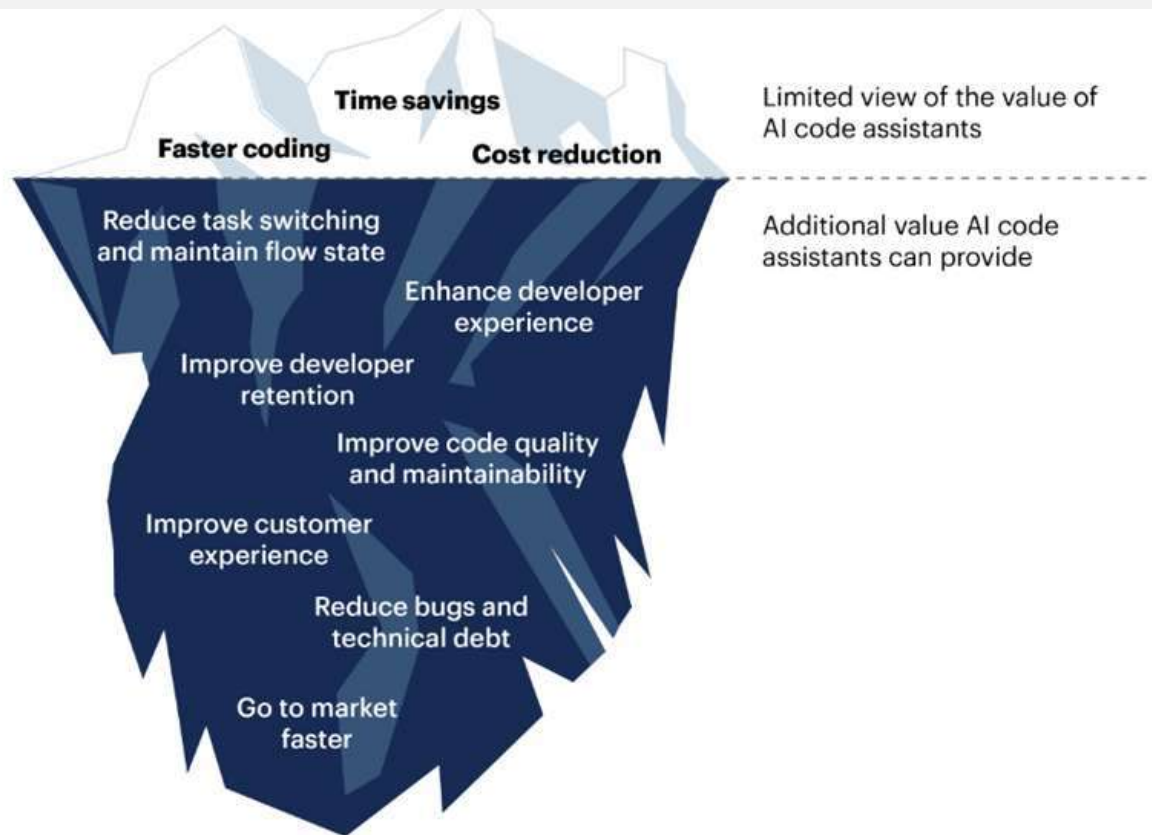 Time savings
Faster coding
Cost reduction
Limited view of the value of
AI code assistants
Reduce task switching
and maintain flow state
Additional value AI code
assistants can provide
Enhance developer
experience
Improve developer
retention
Improve code quality
and maintainability
Improve customer
experience
Reduce bugs and
technical debt
Go to market
faster